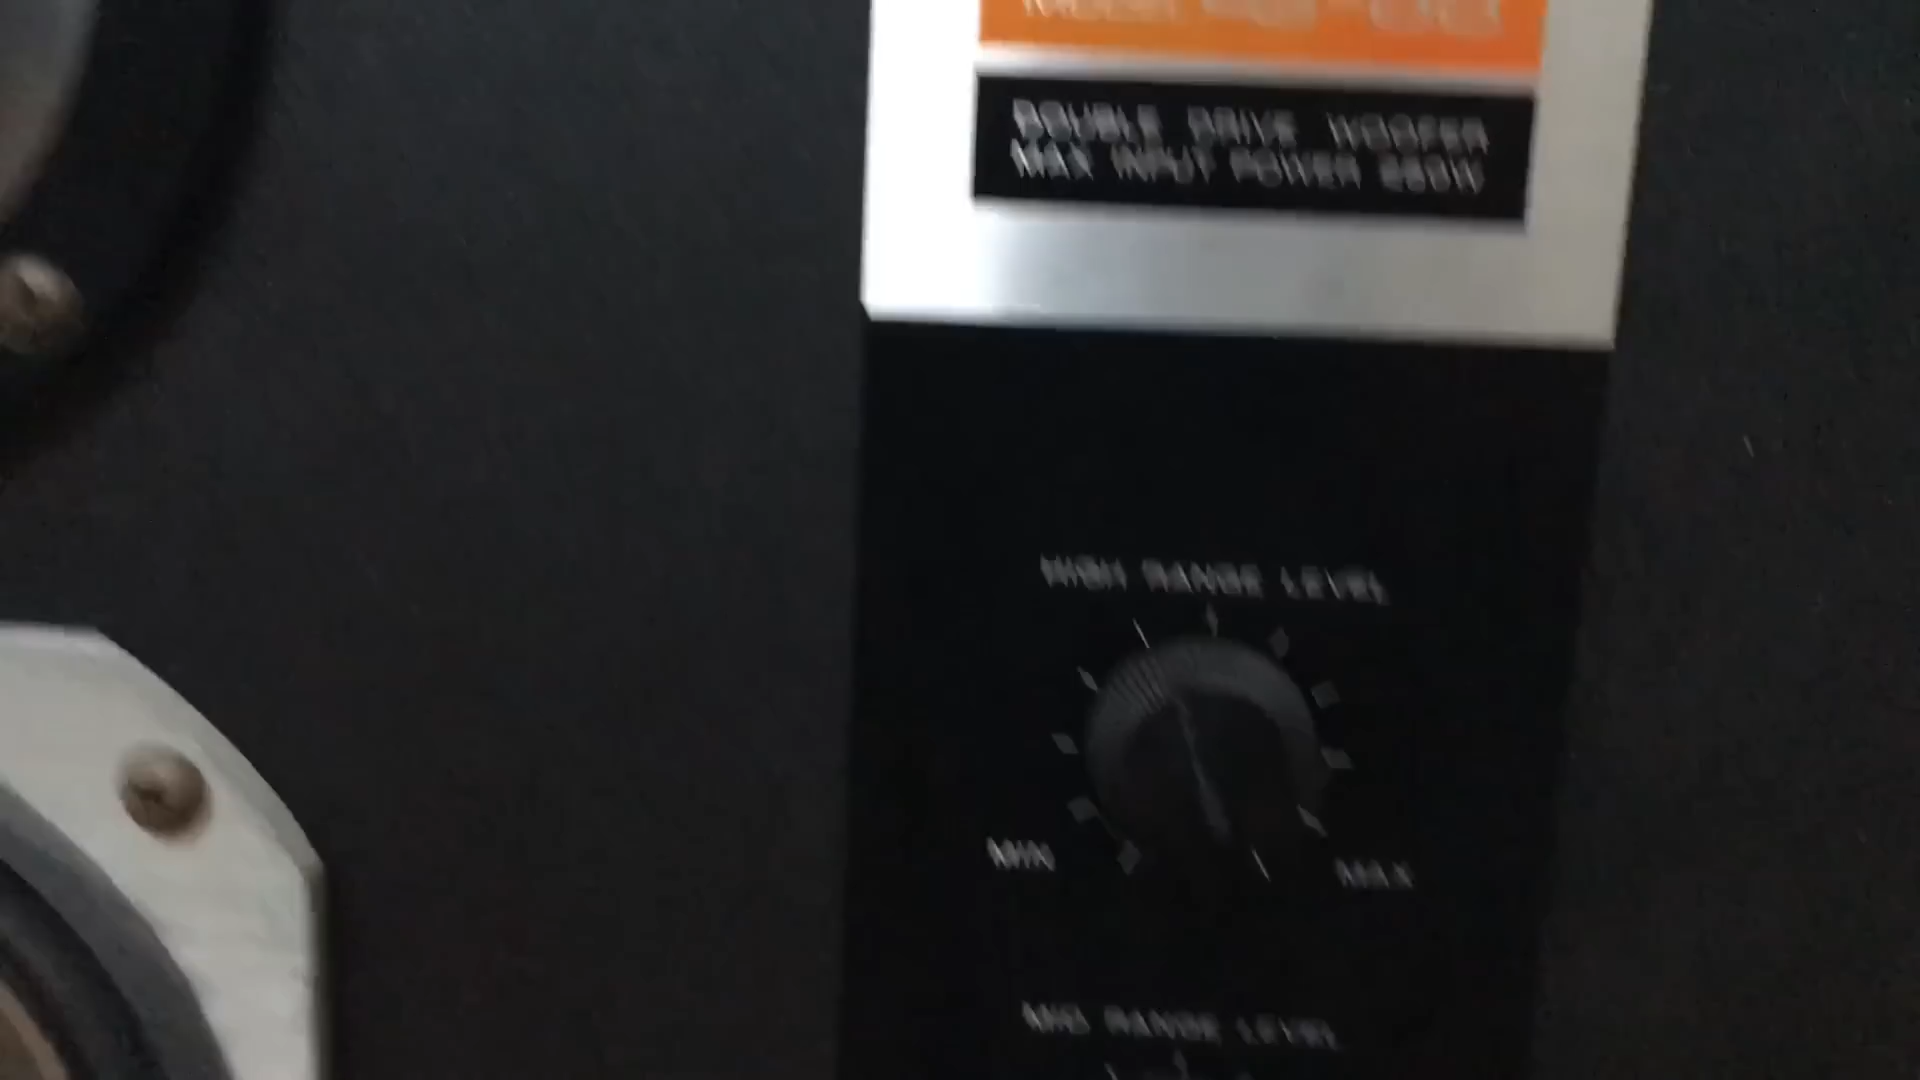 DOUBLE DRIVE WOOFER
MAX INPUT POWER
HIGH RANGE LEVEL
MIN
MAX
MID RANGE LEVEL